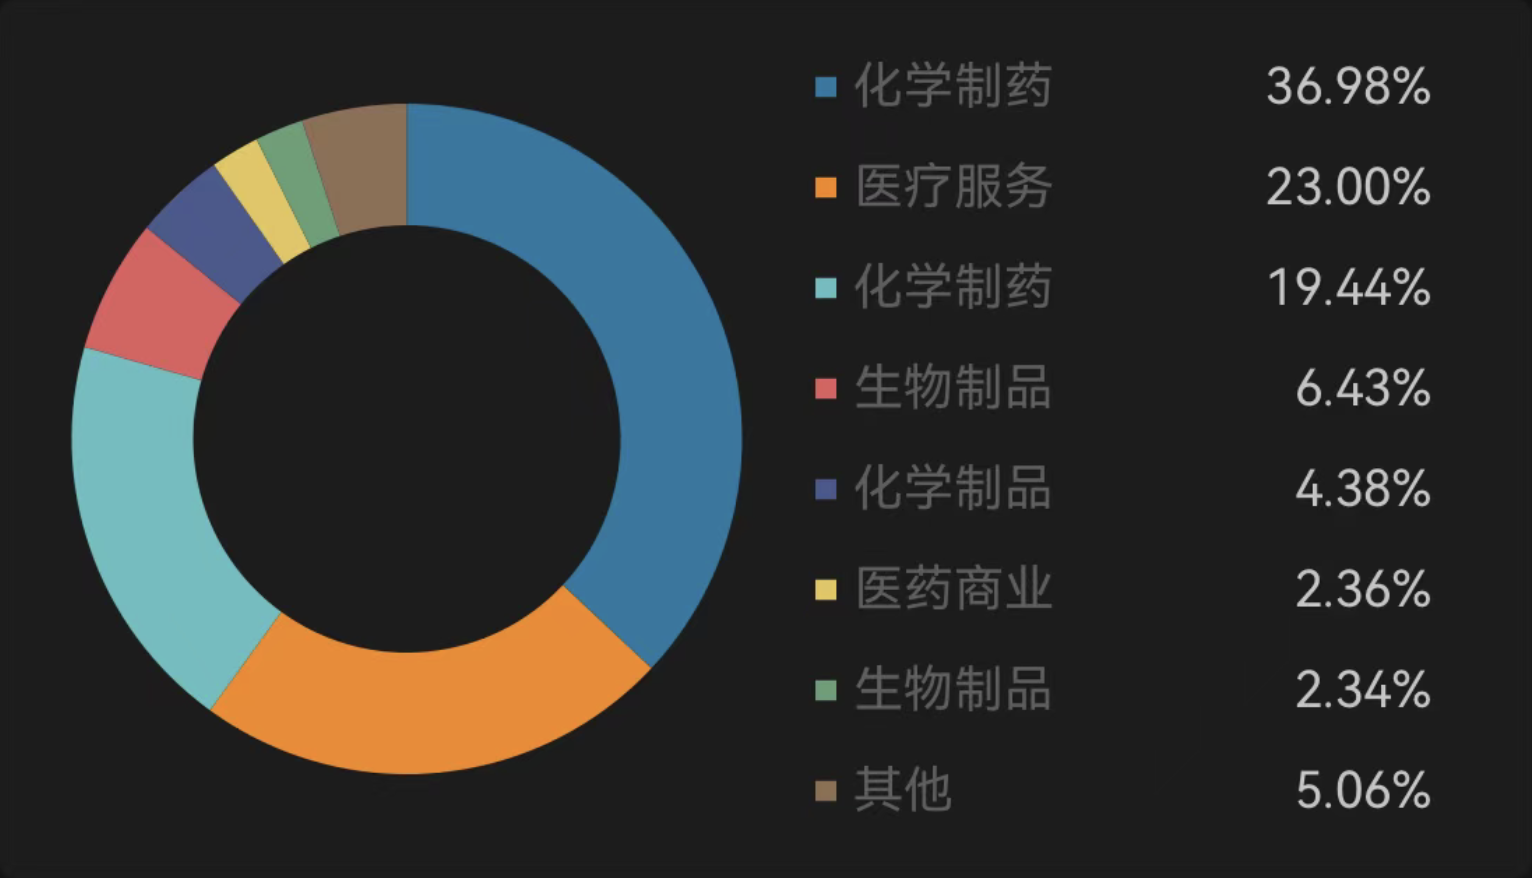 化学制药 36.98%
医疗服务 23.00%
化学制药 19.44%
生物制品 6.43%
化学制品 4.38%
医药商业 2.36%
生物制品 2.34%
其他 5.06%